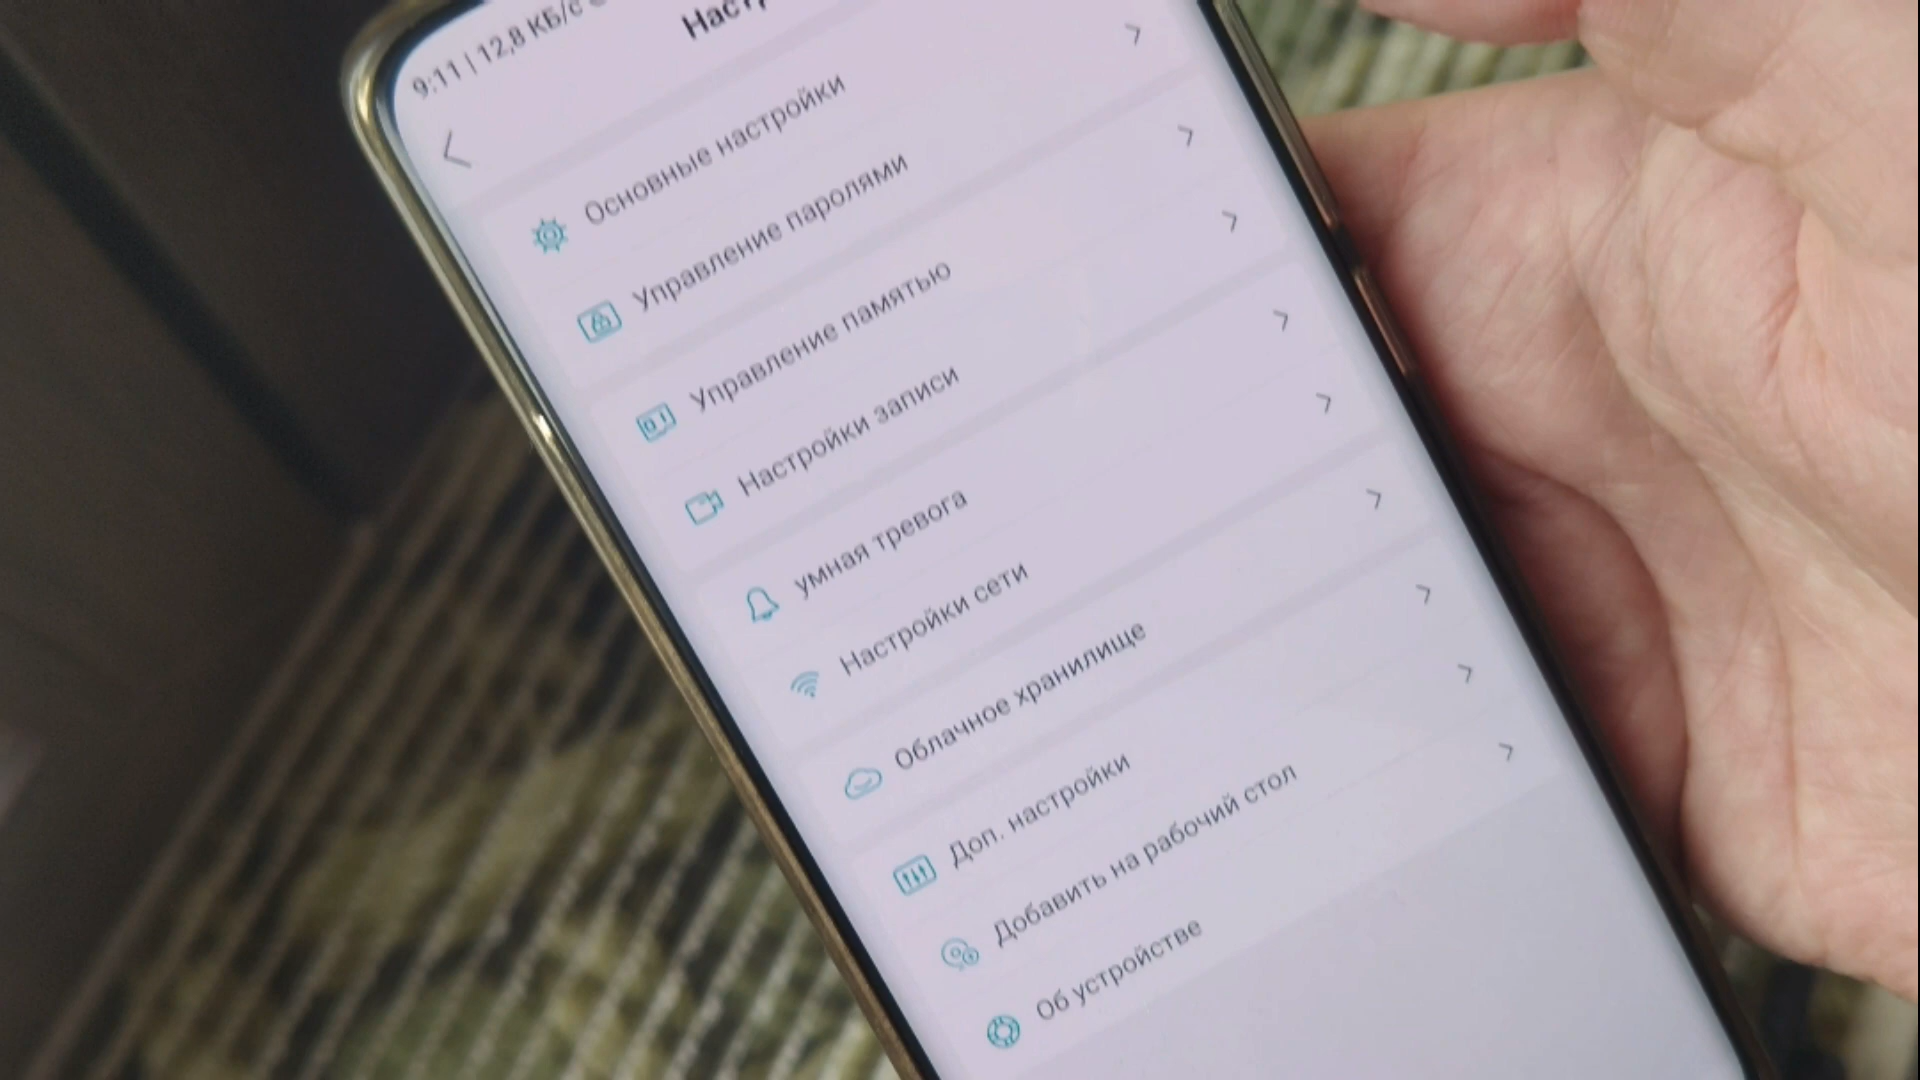 9:11 | 12,8 КБ/с
Основные настройки
Управление паролями
Управление памятью
Настройки записи
умная тревога
Настройки сети
Облачное хранилище
Доп. настройки
Добавить на рабочий стол
Об устройстве